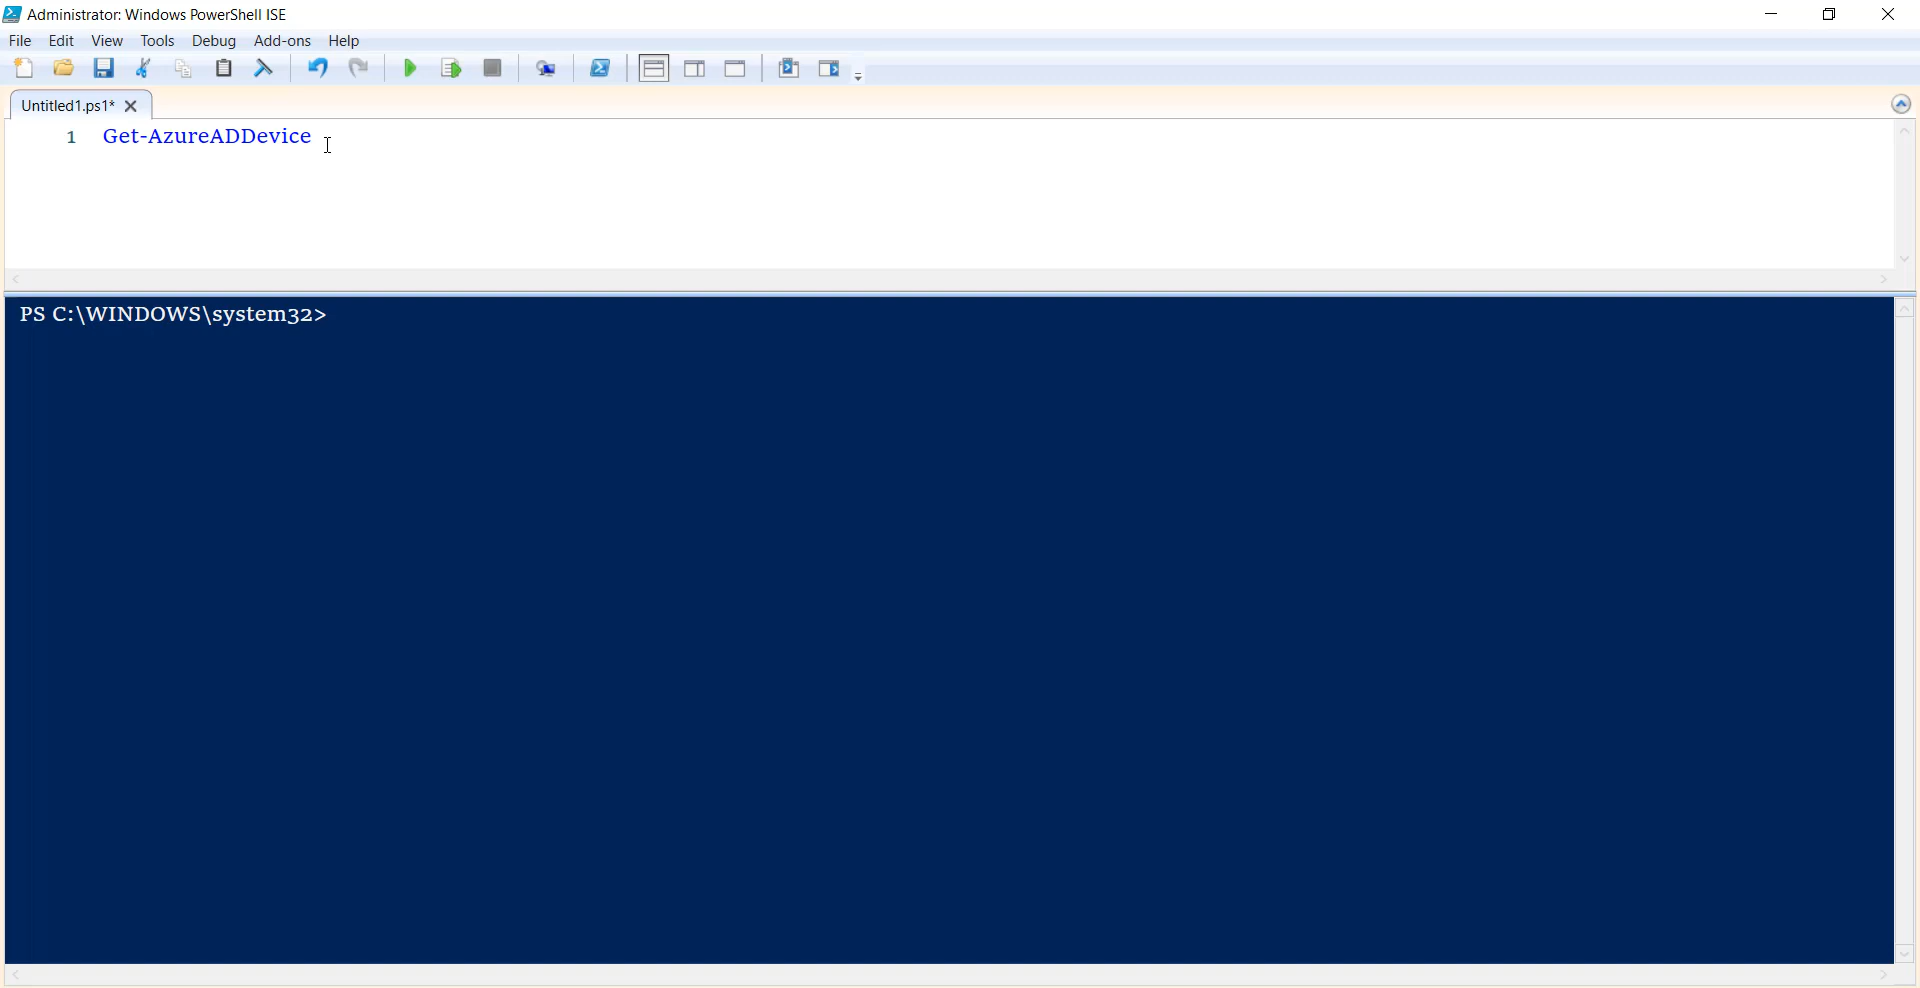 Administrator: Windows PowerShell ISE
File Edit View Tools Debug Add-ons Help
Untitled1.ps1*
1 Get-AzureADDevice
PS C:\WINDOWS\system32>